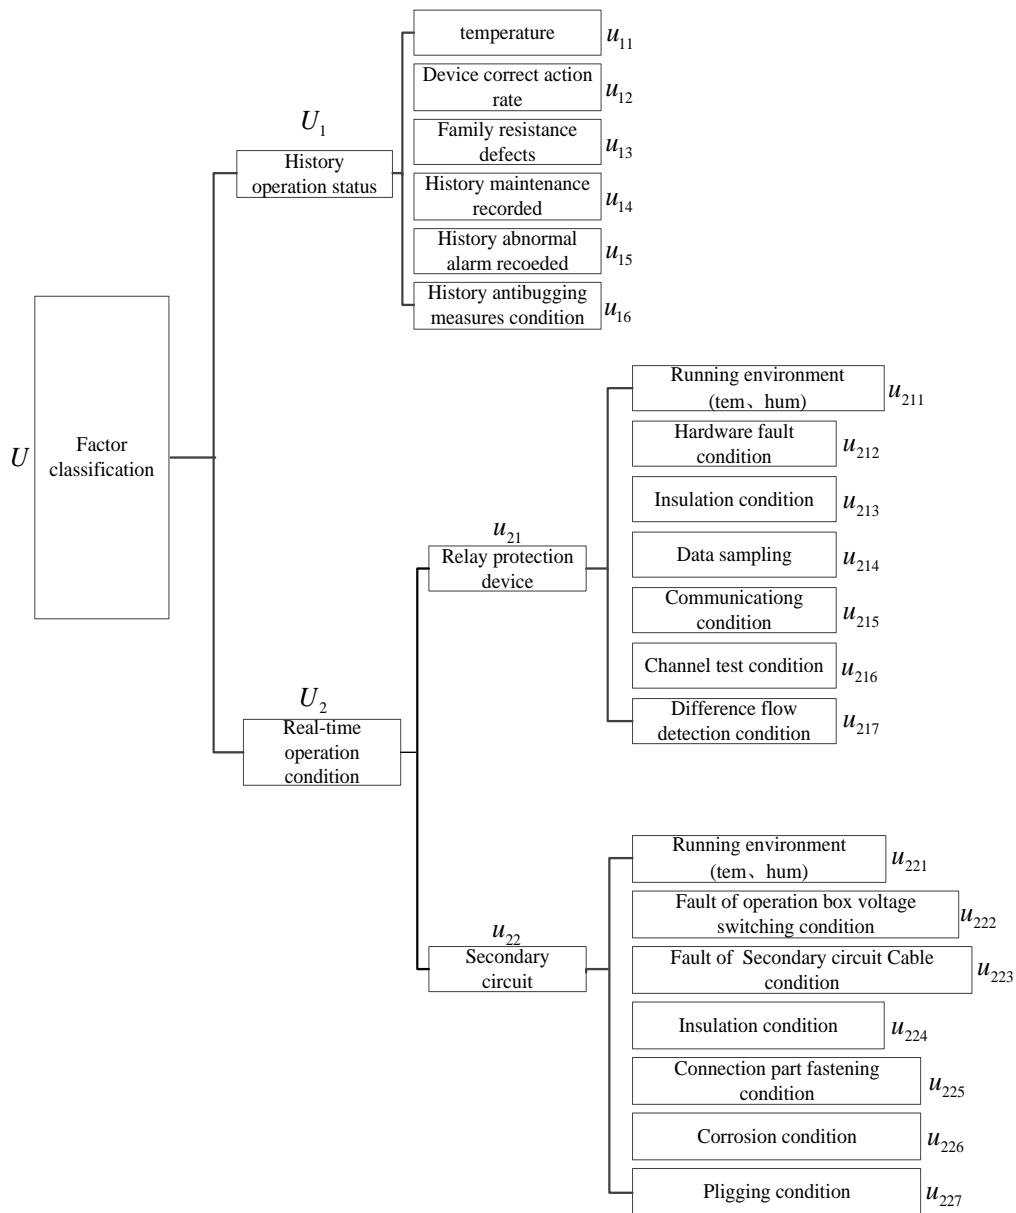 temperature
u11
Device correct action
rate
u12
U1
Family resistance
defects
u13
History
operation status
History maintenance
recorded
u14
History abnormal
alarm recoeded
u15
History antibugging
measures condition
u16
Running environment
(tem、hum)
u211
U
Factor
classification
Hardware fault
condition
u212
Insulation condition
u213
u21
Relay protection
device
Data sampling
u214
Communicationg
condition
u215
Channel test condition
u216
U2
Real-time
operation
condition
Difference flow
detection condition
u217
Running environment
(tem、hum)
u221
Fault of operation box voltage
switching condition
u222
u22
Secondary
circuit
Fault of Secondary circuit Cable
condition
u223
Insulation condition
u224
Connection part fastening
condition
u225
Corrosion condition
u226
Pligging condition
u227